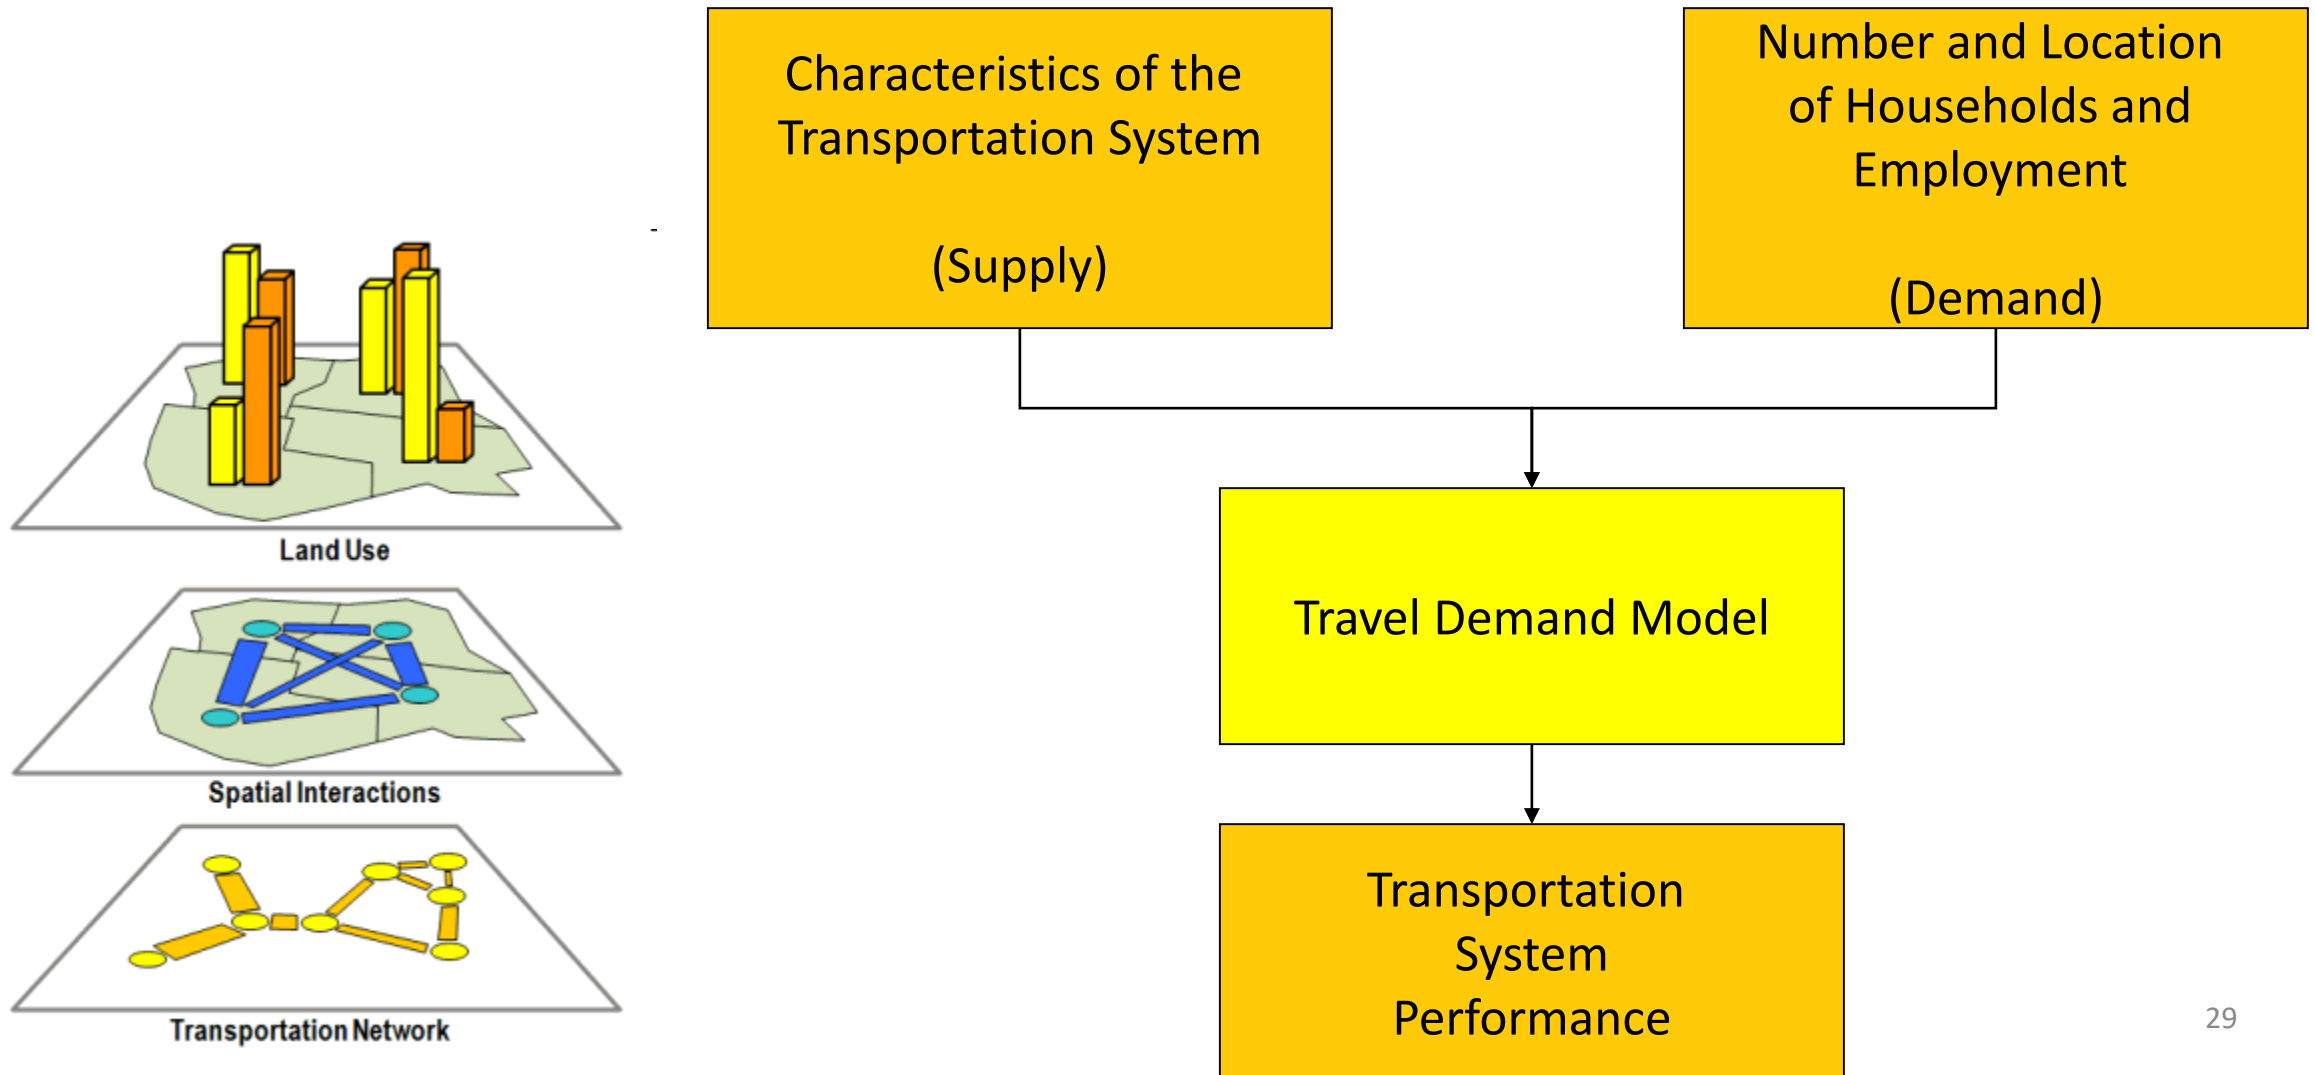 Characteristics of the
Transportation System
(Supply)
Number and Location
of Households and
Employment
(Demand)
Land Use
Spatial Interactions
Transportation Network
Travel Demand Model
Transportation
System
Performance
29